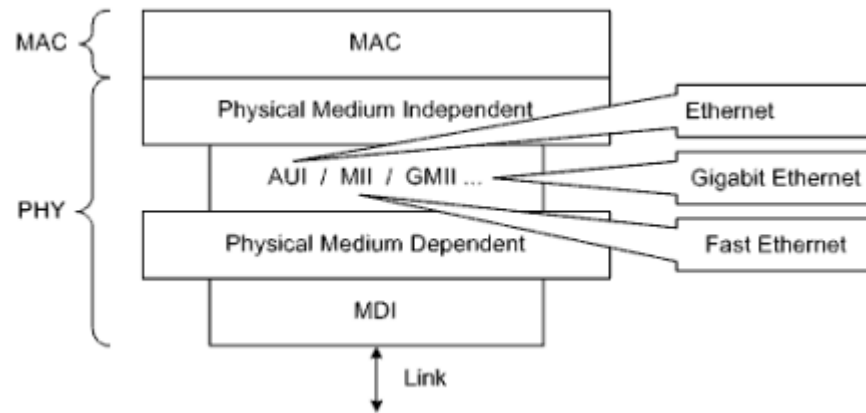 MAC
MAC
Physical Medium Independent
Ethernet
AUI / MII / GMII ...
Gigabit Ethernet
PHY
Physical Medium Dependent
Fast Ethernet
MDI
Link